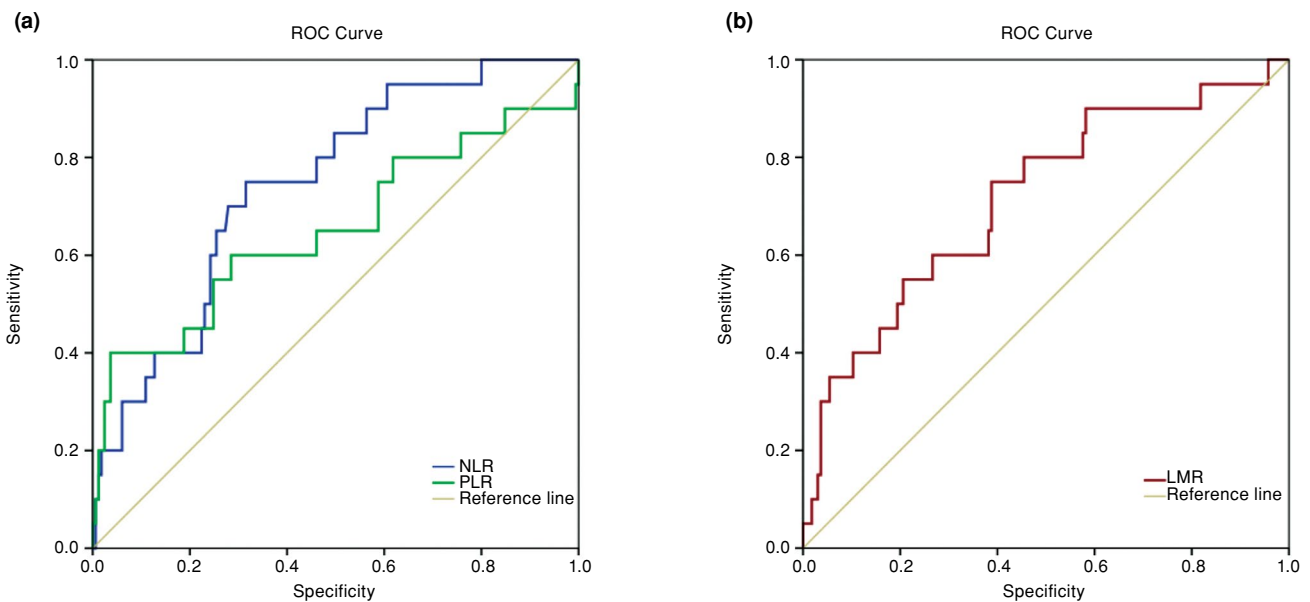 (a)
ROC Curve
1.0
0.8
0.6
0.4
0.2
0.0
Sensitivity
NLR
PLR
Reference line
0.0 0.2 0.4 0.6 0.8 1.0
Specificity
(b)
ROC Curve
1.0
0.8
0.6
0.4
0.2
0.0
Sensitivity
LMR
Reference line
0.0 0.2 0.4 0.6 0.8 1.0
Specificity